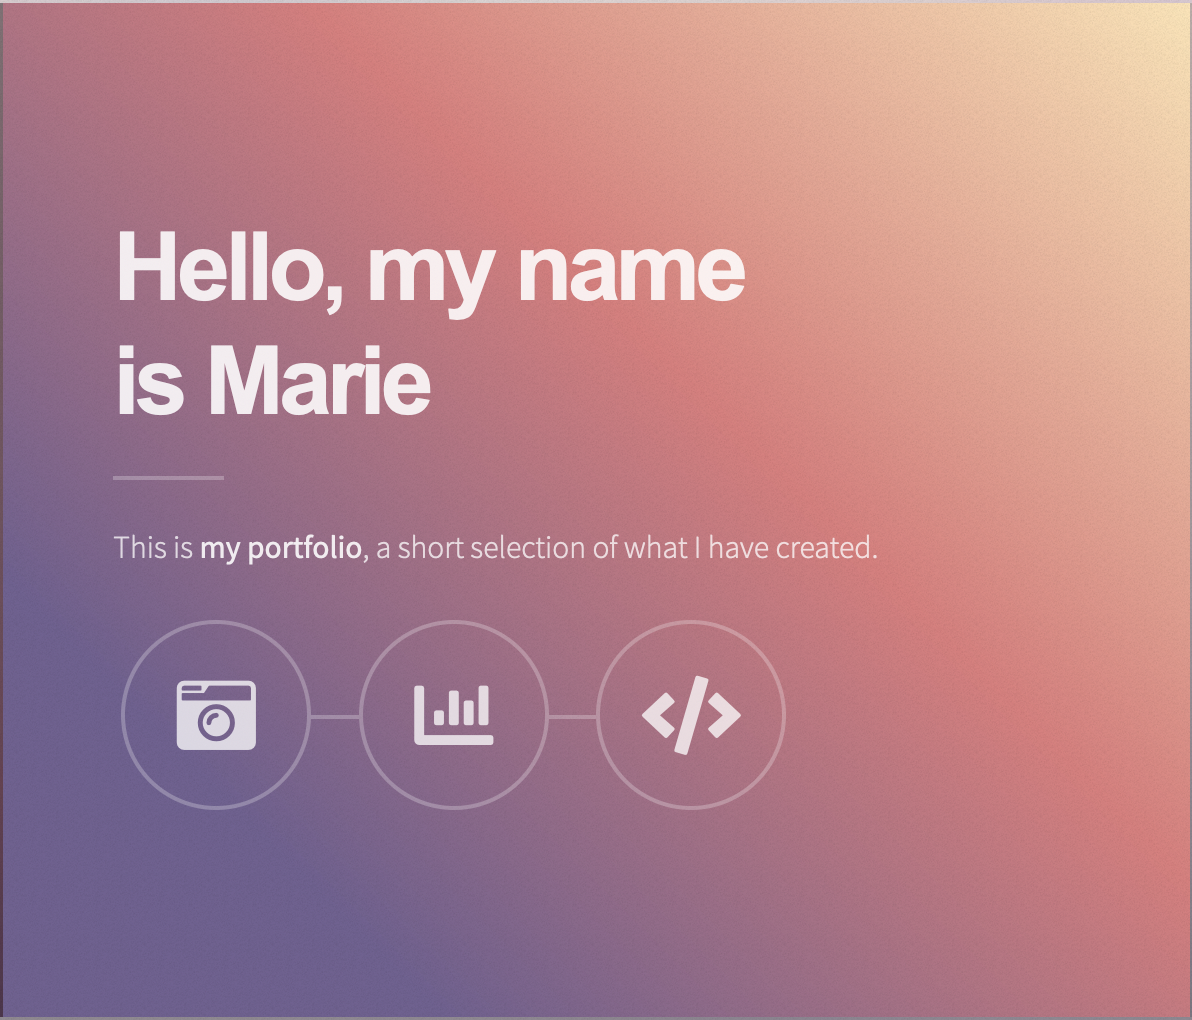 Hello, my name
is Marie
This is my portfolio, a short selection of what I have created.